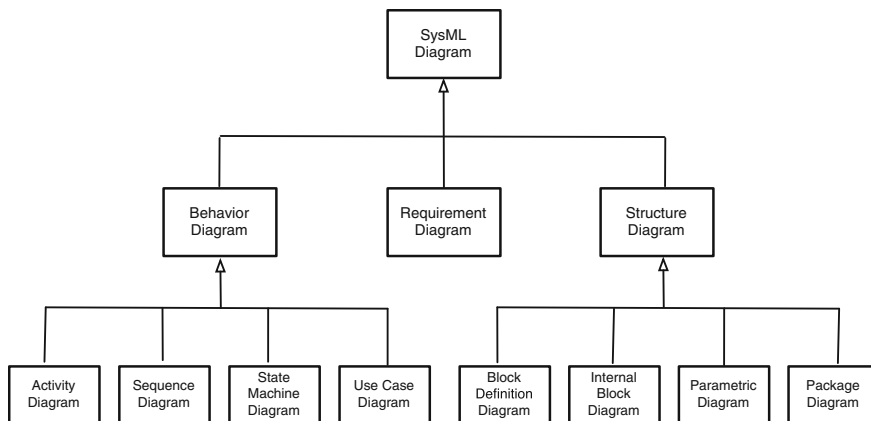 SysML
Diagram
Behavior
Diagram
Requirement
Diagram
Structure
Diagram
Activity
Diagram
Sequence
Diagram
State
Machine
Diagram
Use Case
Diagram
Block
Definition
Diagram
Internal
Block
Diagram
Parametric
Diagram
Package
Diagram